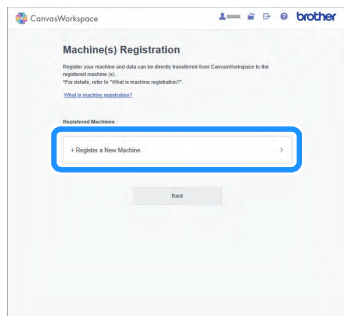 CanvasWorkspace
brother
Machine(s) Registration
Register your machine and data can be directly transferred from CanvasWorkspace to the
registered machine (s).
*For details, refer to "What is machine registration?".
What is machine registration?
Registered Machines
+ Register a New Machine
Back